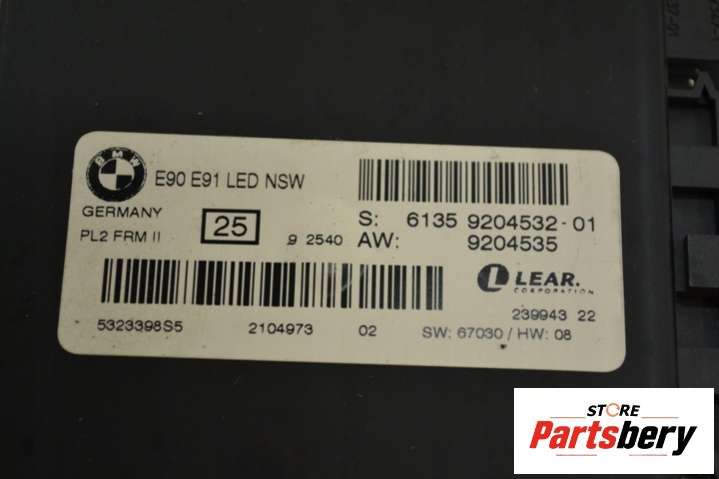 BMW
E90 E91 LED NSW
GERMANY
PL2 FRM II
25
9 2540
S: 6135 9204532-01
AW: 9204535
L LEAR.
CORPORATION
239943 22
5323398S5 2104973 02 SW: 67030 / HW: 08
STORE
Partsbery